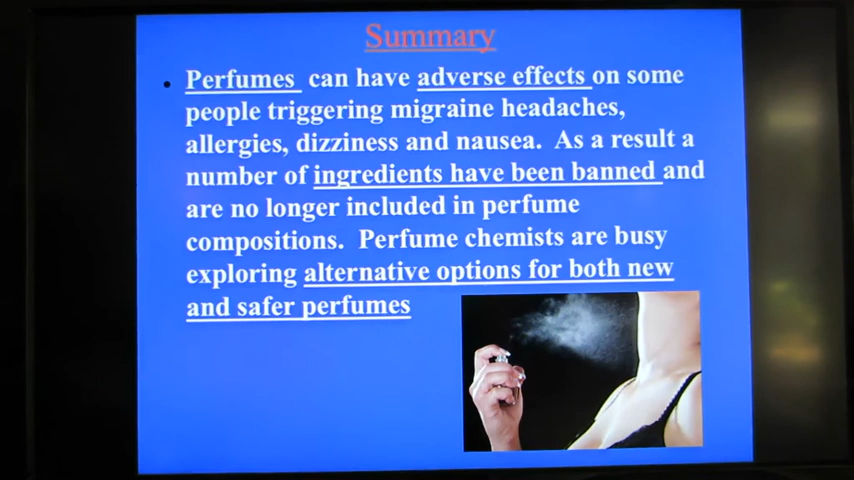 Summary
• Perfumes can have adverse effects on some
people triggering migraine headaches,
allergies, dizziness and nausea. As a result a
number of ingredients have been banned and
are no longer included in perfume
compositions. Perfume chemists are busy
exploring alternative options for both new
and safer perfumes